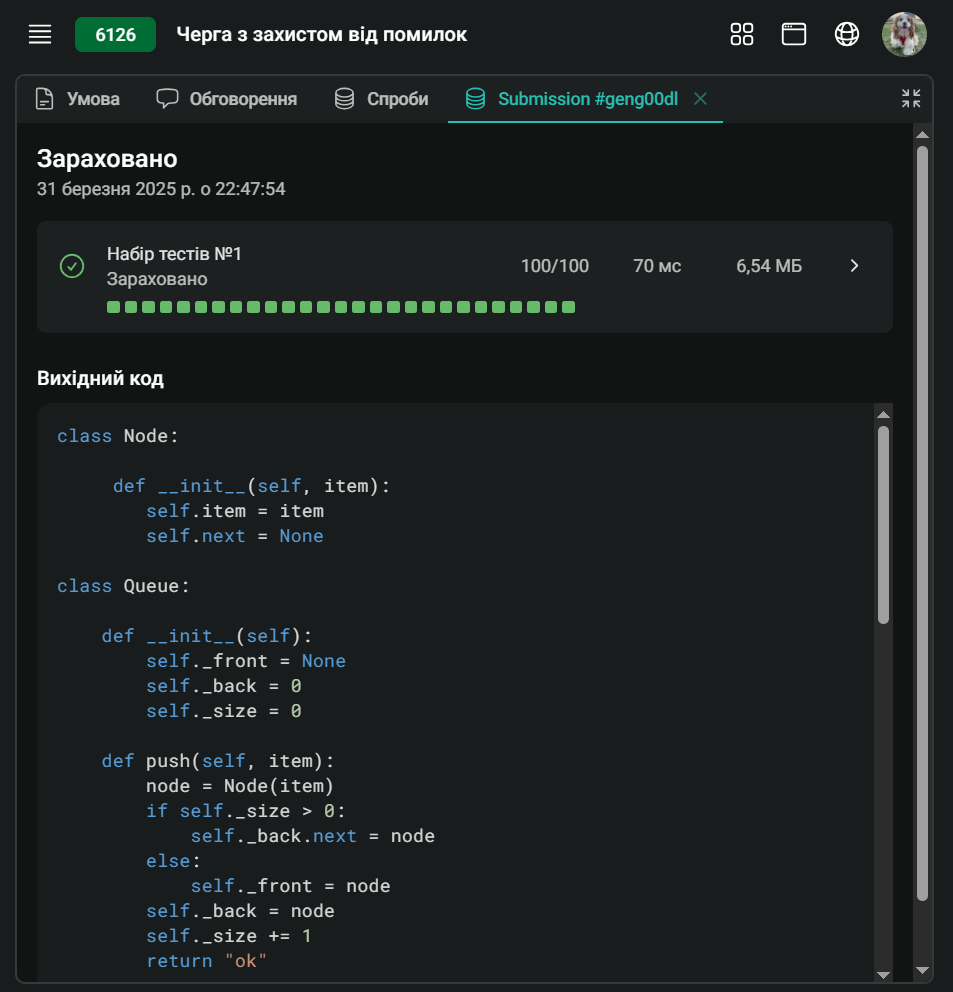 6126 Черга з захистом від помилок
Умова Обговорення Спроби Submission #geng00dl
Зараховано
31 березня 2025 р. о 22:47:54
Набір тестів №1
Зараховано
100/100 70 мс 6,54 МБ
Вихідний код
class Node:
     def __init__(self, item):
        self.item = item
        self.next = None
class Queue:
    def __init__(self):
        self._front = None
        self._back = 0
        self._size = 0
    def push(self, item):
        node = Node(item)
        if self._size > 0:
            self._back.next = node
        else:
            self._front = node
        self._back = node
        self._size += 1
        return "ok"